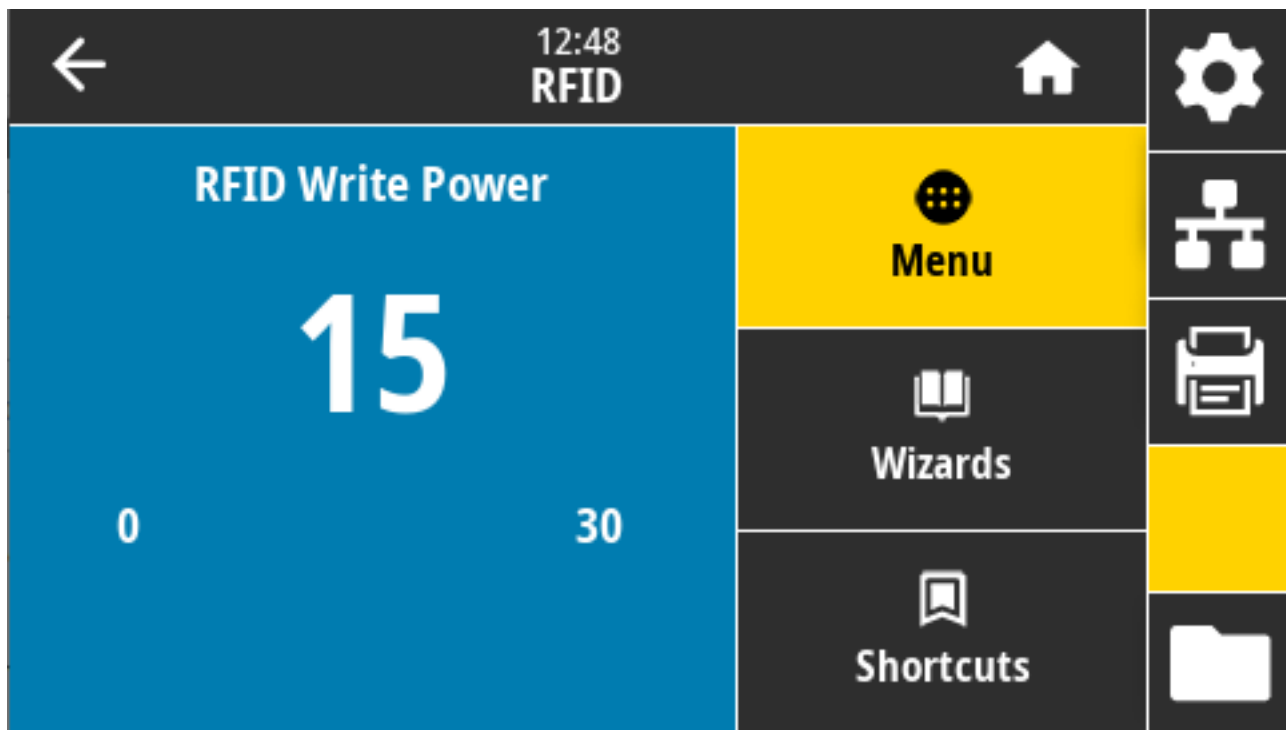 12:48
RFID
RFID Write Power
15
0 30
Menu
Wizards
Shortcuts